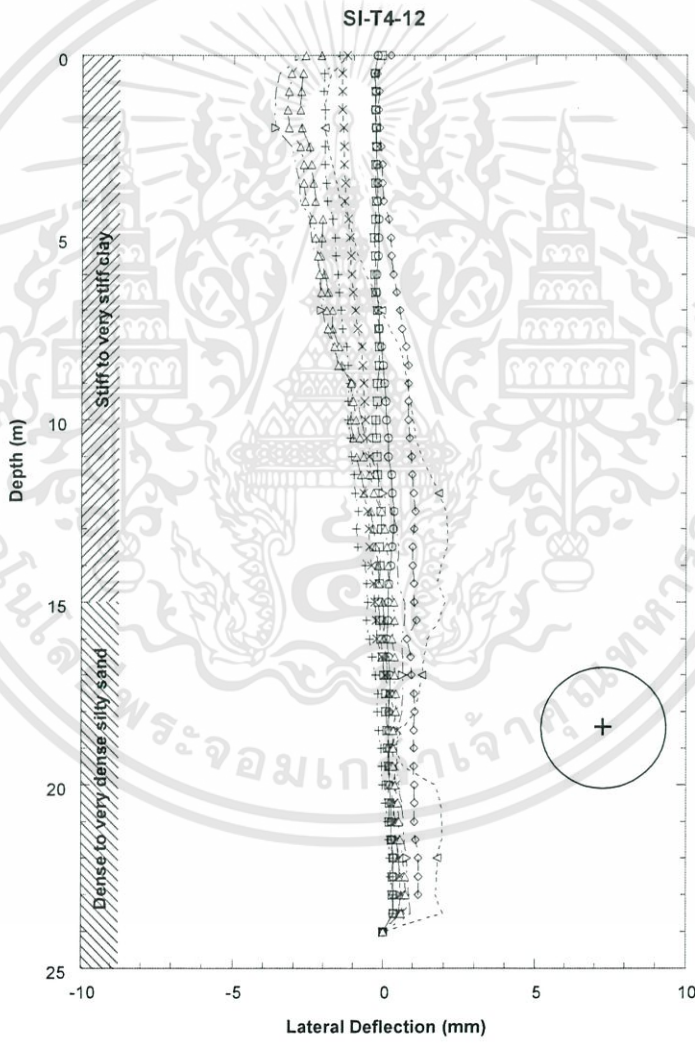 SI-T4-12
0
5
10
15
20
25
Depth (m)
Stiff to very stiff clay
Dense to very dense silty sand
-10 -5 0 5 10
Lateral Deflection (mm)